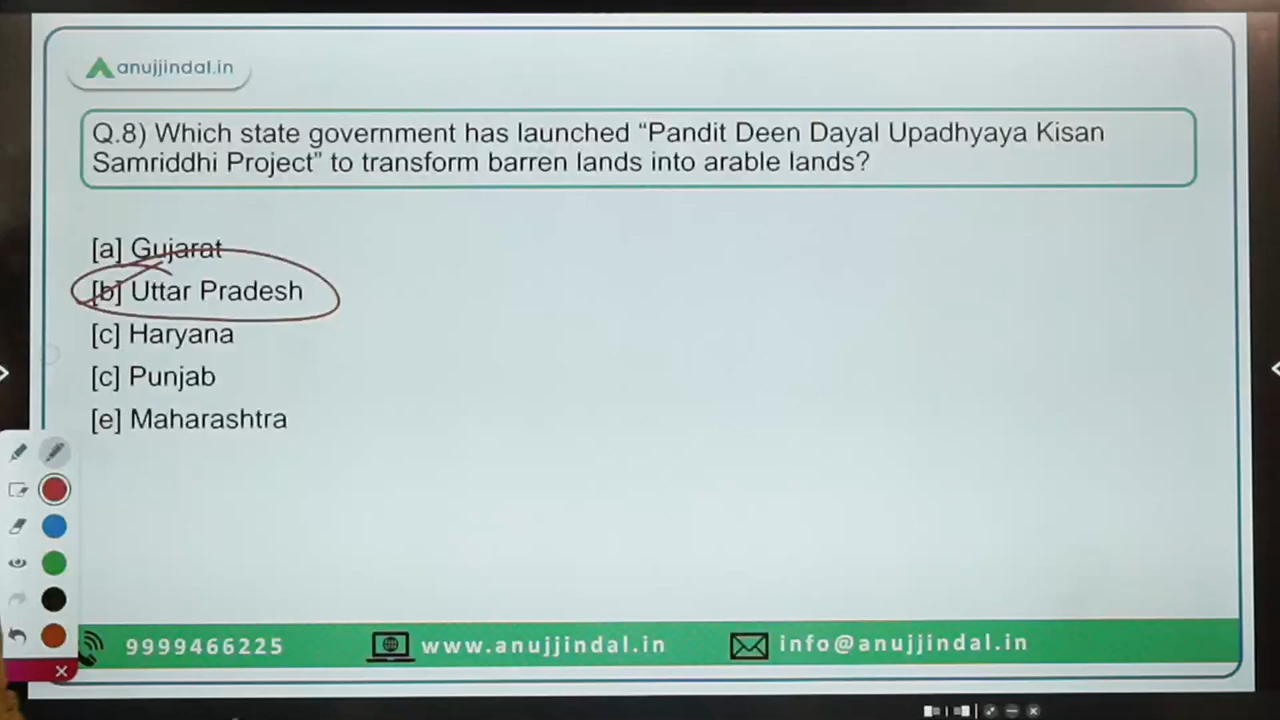 anujjindal.in
Q.8) Which state government has launched “Pandit Deen Dayal Upadhyaya Kisan
Samriddhi Project” to transform barren lands into arable lands?
[a] Gujarat
[b] Uttar Pradesh
[c] Haryana
[c] Punjab
[e] Maharashtra
9999466225 www.anujjindal.in info@anujjindal.in